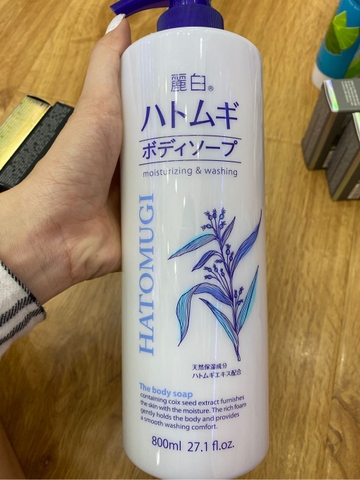 麗白®
ハトムギ
ボディソープ
moisturizing & washing
HATOMUGI
天然保湿成分
ハトムギエキス配合
The body soap
containing coix seed extract furnishes
the skin with the moisture. The rich foam
gently holds the body and provides
a smooth washing comfort.
800ml 27.1 fl.oz.